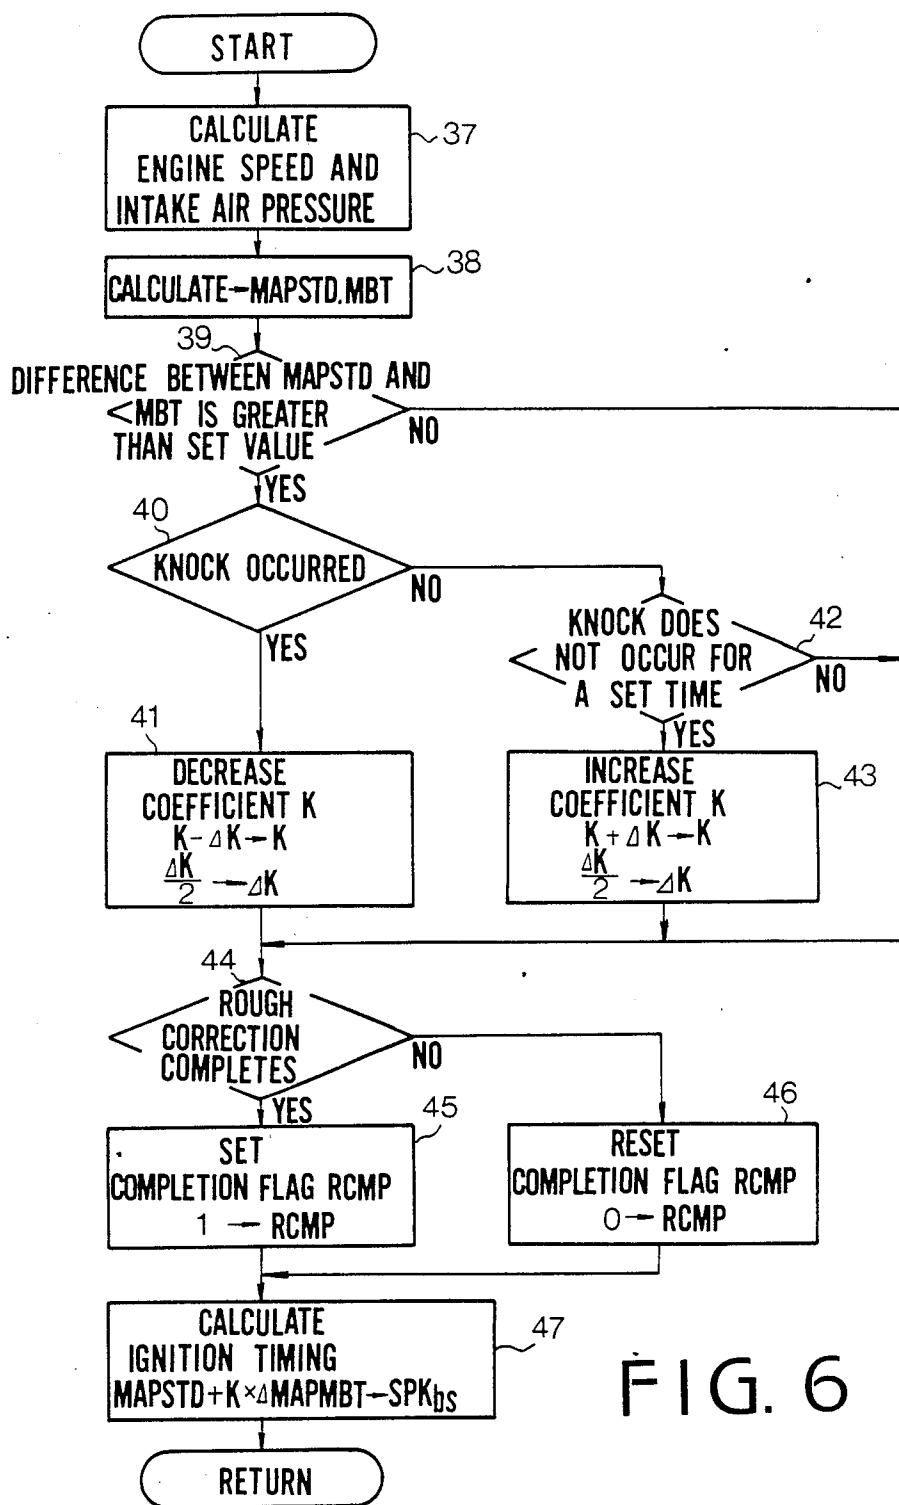 START
CALCULATE
ENGINE SPEED AND
INTAKE AIR PRESSURE
37
CALCULATE→MAPSTD.MBT
38
39
DIFFERENCE BETWEEN MAPSTD AND
MBT IS GREATER
THAN SET VALUE
NO
YES
40
KNOCK OCCURRED
NO
YES
KNOCK DOES
NOT OCCUR FOR
A SET TIME
42
NO
YES
41
DECREASE
COEFFICIENT K
K-ΔK→K
ΔK/2→ΔK
INCREASE
COEFFICIENT K
K+ΔK→K
ΔK/2→ΔK
43
44
ROUGH
CORRECTION
COMPLETES
NO
YES
45
SET
COMPLETION FLAG RCMP
1 → RCMP
46
RESET
COMPLETION FLAG RCMP
0→RCMP
CALCULATE
IGNITION TIMING
MAPSTD+K×ΔMAPMBT→SPKbs
47
RETURN
FIG. 6